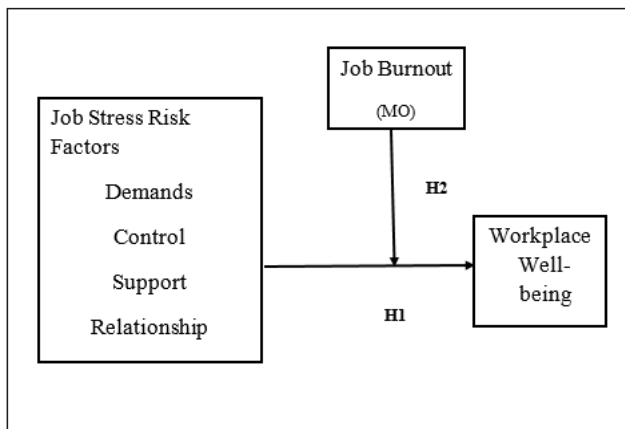 Job Burnout
(MO)
Job Stress Risk
Factors
Demands
Control
Support
Relationship
H2
Workplace
Well-
being
H1